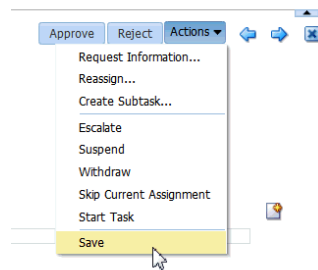 Approve Reject Actions
Request Information...
Reassign...
Create Subtask...
Escalate
Suspend
Withdraw
Skip Current Assignment
Start Task
Save